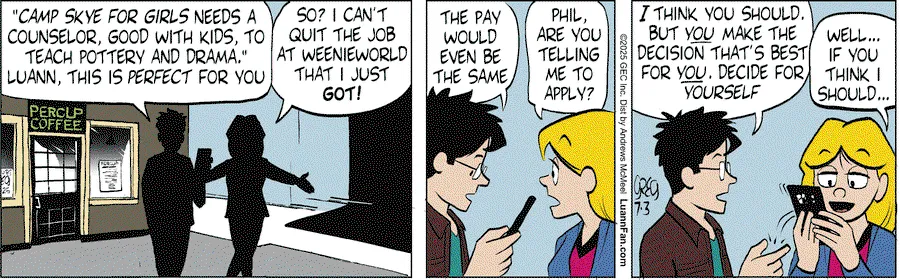 "CAMP SKYE FOR GIRLS NEEDS A
COUNSELOR, GOOD WITH KIDS, TO
TEACH POTTERY AND DRAMA."
LUANN, THIS IS PERFECT FOR YOU
SO? I CAN'T
QUIT THE JOB
AT WEENIEWORLD
THAT I JUST
GOT!
PERCUP
COFFEE
THE PAY
WOULD
EVEN BE
THE SAME
PHIL,
ARE YOU
TELLING
ME TO
APPLY?
©2025 GEC Inc. Dist by Andrews McMeel LuannFan.com
I THINK YOU SHOULD.
BUT YOU MAKE THE
DECISION THAT'S BEST
FOR YOU. DECIDE FOR
YOURSELF
WELL...
IF YOU
THINK I
SHOULD...
GREG
7-3